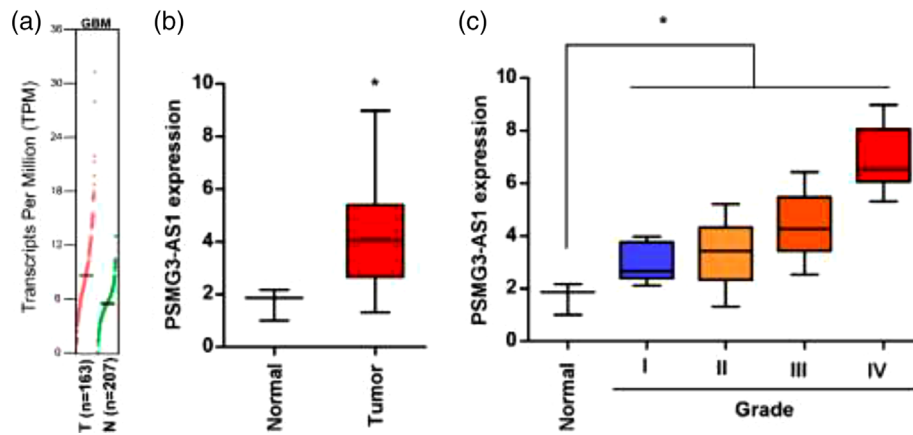 (a)
GBM
Transcripts Per Million (TPM)
36
30
24
18
12
6
0
T (n=163)
N (n=207)
(b)
PSMG3-AS1 expression
10
8
6
4
2
0
*
Normal
Tumor
(c)
PSMG3-AS1 expression
10
8
6
4
2
0
*
Normal
I
II
III
IV
Grade